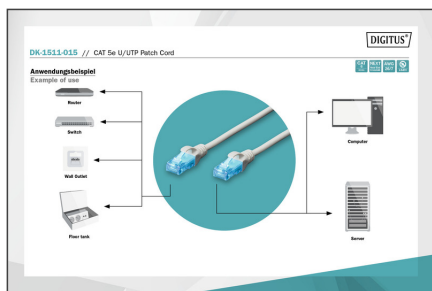 DIGITUS®
DK-1511-015 // CAT 5e U/UTP Patch Cord
Anwendungsbeispiel
Example of use
Router
Switch
Wall Outlet
Floor tank
Computer
Server